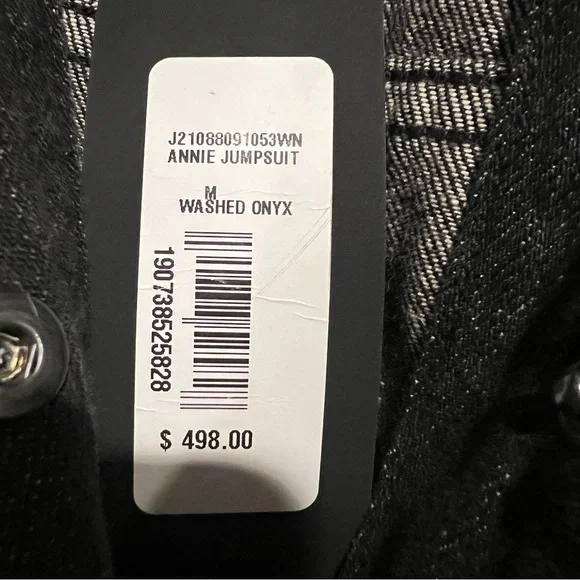 J21088091053WN
ANNIE JUMPSUIT
M
WASHED ONYX
190738525828
$ 498.00